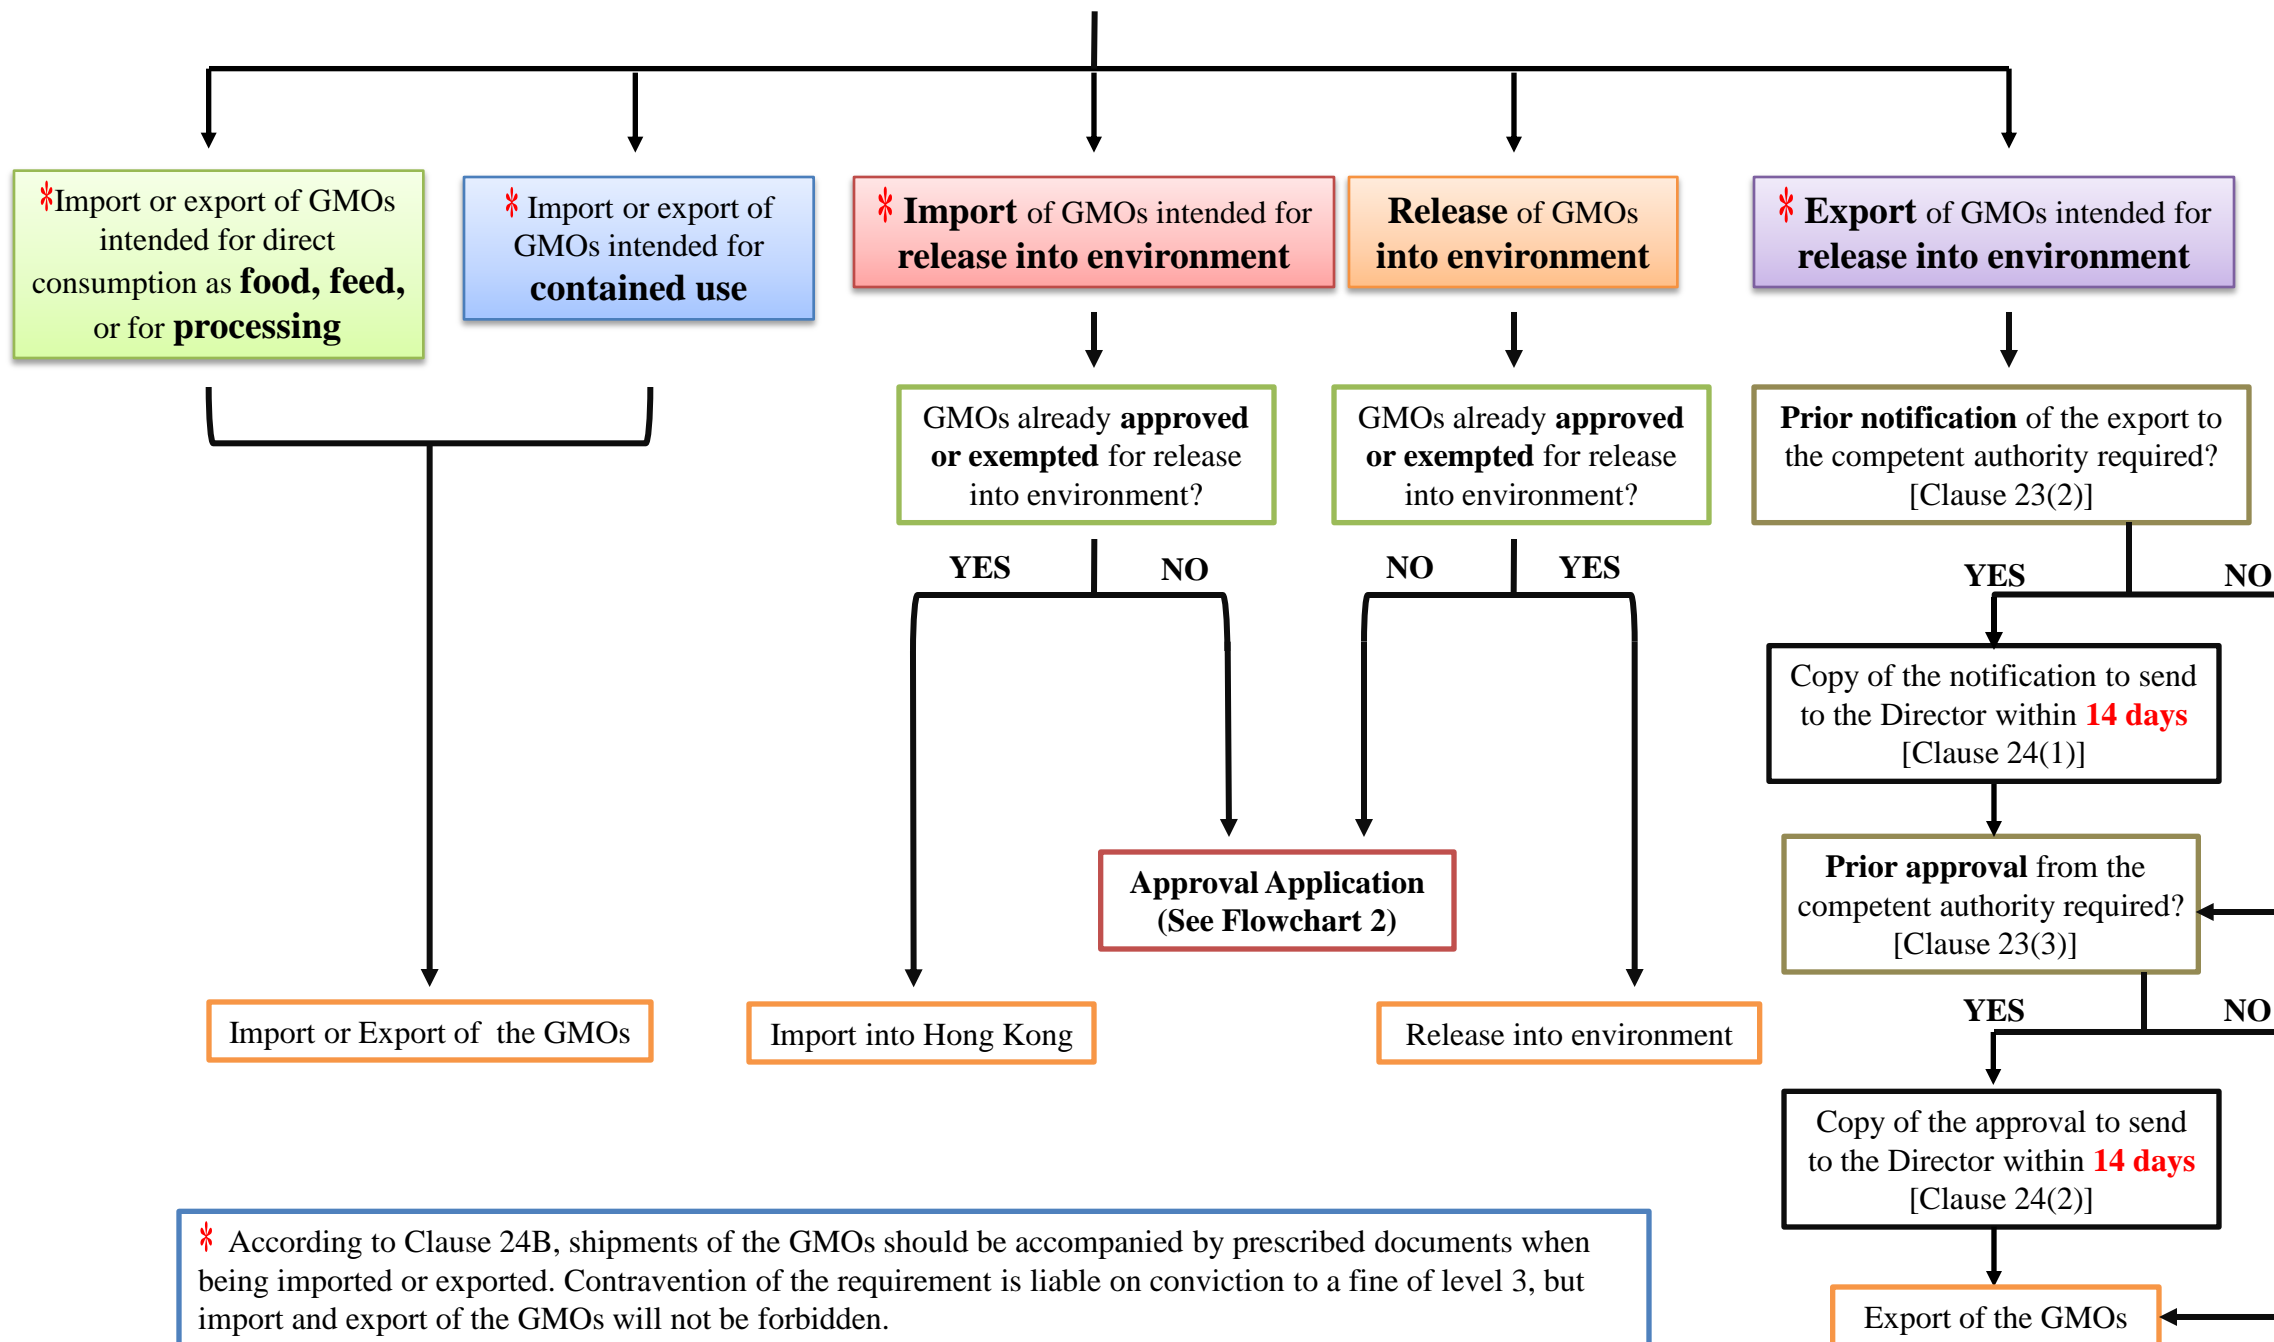 *Import or export of GMOs
intended for direct
consumption as food, feed,
or for processing
* Import or export of
GMOs intended for
contained use
* Import of GMOs intended for
release into environment
Release of GMOs
into environment
* Export of GMOs intended for
release into environment
GMOs already approved
or exempted for release
into environment?
GMOs already approved
or exempted for release
into environment?
Prior notification of the export to
the competent authority required?
[Clause 23(2)]
YES
NO
NO
YES
YES
NO
Copy of the notification to send
to the Director within 14 days
[Clause 24(1)]
Approval Application
(See Flowchart 2)
Prior approval from the
competent authority required?
[Clause 23(3)]
YES
NO
Import or Export of  the GMOs
Import into Hong Kong
Release into environment
Copy of the approval to send
to the Director within 14 days
[Clause 24(2)]
Export of the GMOs
* According to Clause 24B, shipments of the GMOs should be accompanied by prescribed documents when
being imported or exported. Contravention of the requirement is liable on conviction to a fine of level 3, but
import and export of the GMOs will not be forbidden.